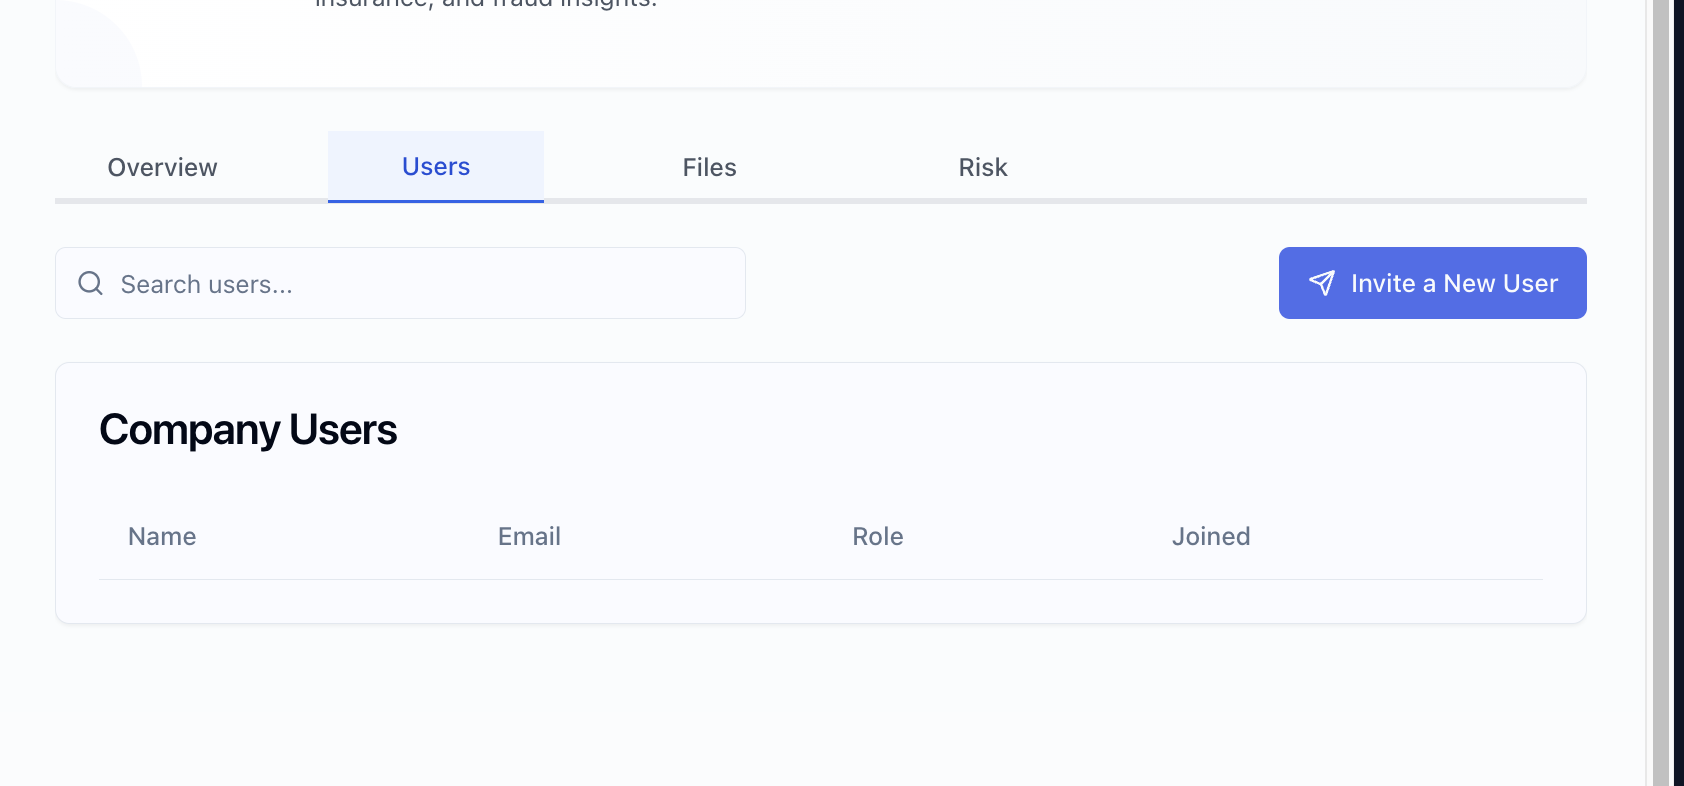 insurance, and fraud insights.
Overview Users Files Risk
Search users...
Invite a New User
Company Users
Name Email Role Joined